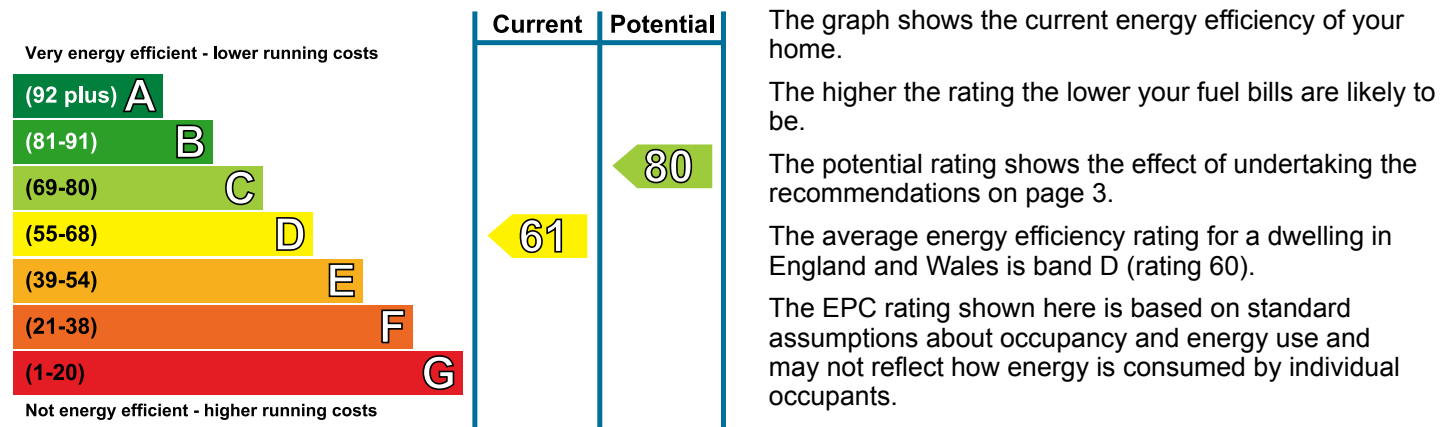 Current Potential
Very energy efficient - lower running costs
(92 plus) A
(81-91) B
(69-80) C
(55-68) D
(39-54) E
(21-38) F
(1-20) G
Not energy efficient - higher running costs
61
80
The graph shows the current energy efficiency of your
home.
The higher the rating the lower your fuel bills are likely to
be.
The potential rating shows the effect of undertaking the
recommendations on page 3.
The average energy efficiency rating for a dwelling in
England and Wales is band D (rating 60).
The EPC rating shown here is based on standard
assumptions about occupancy and energy use and
may not reflect how energy is consumed by individual
occupants.